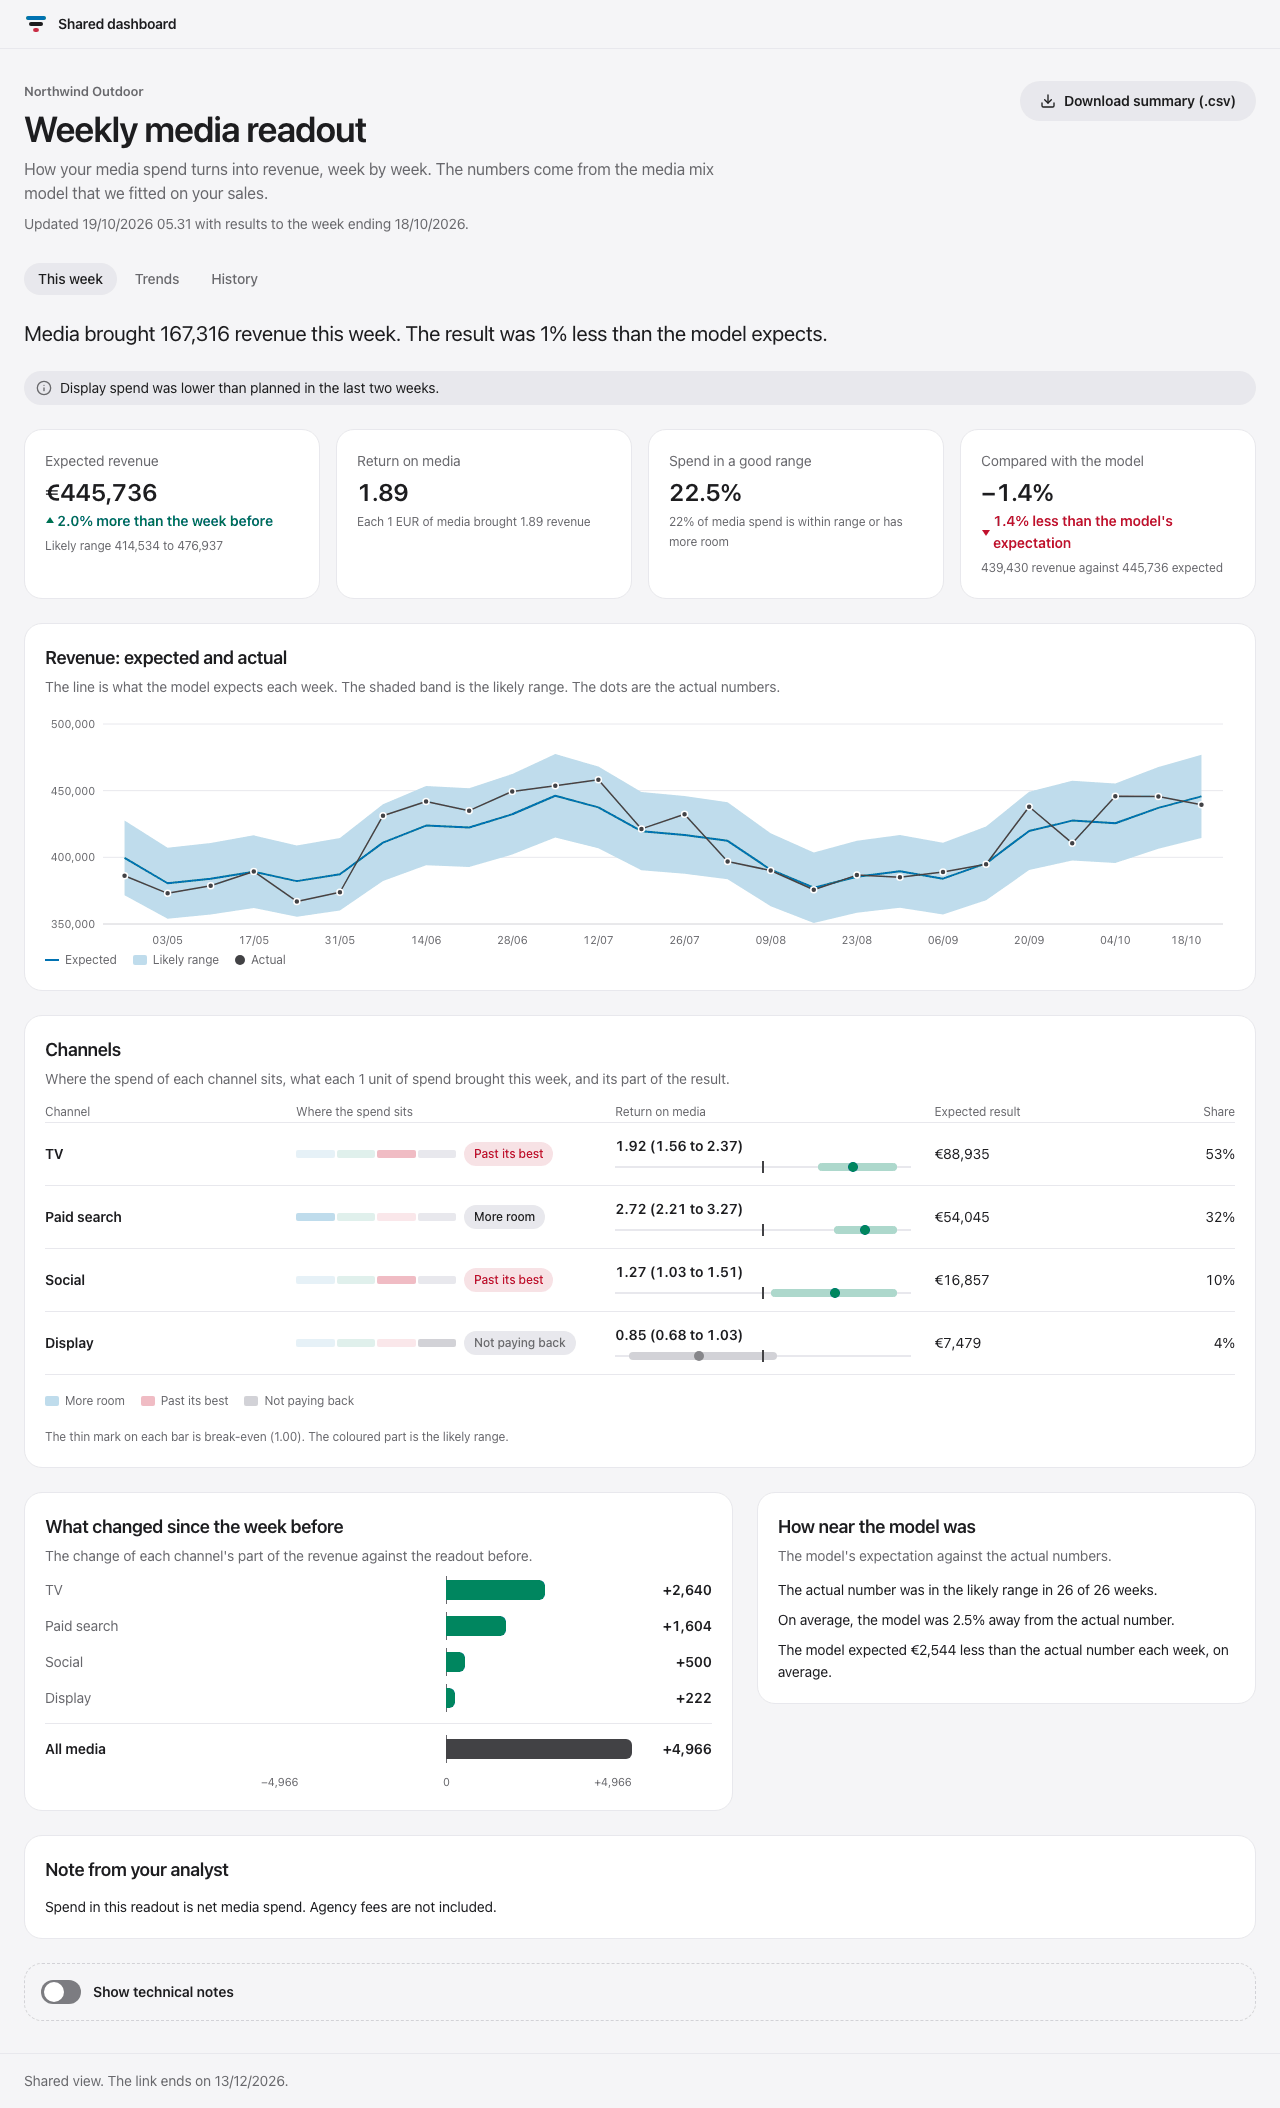 Shared dashboard
Northwind Outdoor
Download summary (.csv)
Weekly media readout
How your media spend turns into revenue, week by week. The numbers come from the media mix
model that we fitted on your sales.
Updated 19/10/2026 05.31 with results to the week ending 18/10/2026.
This week Trends History
Media brought 167,316 revenue this week. The result was 1% less than the model expects.
Display spend was lower than planned in the last two weeks.
Expected revenue
€445,736
2.0% more than the week before
Likely range 414,534 to 476,937
Return on media
1.89
Each 1 EUR of media brought 1.89 revenue
Spend in a good range
22.5%
22% of media spend is within range or has
more room
Compared with the model
−1.4%
1.4% less than the model's
expectation
439,430 revenue against 445,736 expected
Revenue: expected and actual
The line is what the model expects each week. The shaded band is the likely range. The dots are the actual numbers.
500,000
450,000
400,000
350,000
03/05 17/05 31/05 14/06 28/06 12/07 26/07 09/08 23/08 06/09 20/09 04/10 18/10
Expected Likely range Actual
Channels
Where the spend of each channel sits, what each 1 unit of spend brought this week, and its part of the result.
Channel Where the spend sits Return on media Expected result Share
TV Past its best 1.92 (1.56 to 2.37) €88,935 53%
Paid search More room 2.72 (2.21 to 3.27) €54,045 32%
Social Past its best 1.27 (1.03 to 1.51) €16,857 10%
Display Not paying back 0.85 (0.68 to 1.03) €7,479 4%
More room Past its best Not paying back
The thin mark on each bar is break-even (1.00). The coloured part is the likely range.
What changed since the week before
The change of each channel's part of the revenue against the readout before.
TV +2,640
Paid search +1,604
Social +500
Display +222
All media +4,966
−4,966 0 +4,966
How near the model was
The model's expectation against the actual numbers.
The actual number was in the likely range in 26 of 26 weeks.
On average, the model was 2.5% away from the actual number.
The model expected €2,544 less than the actual number each week, on
average.
Note from your analyst
Spend in this readout is net media spend. Agency fees are not included.
Show technical notes
Shared view. The link ends on 13/12/2026.